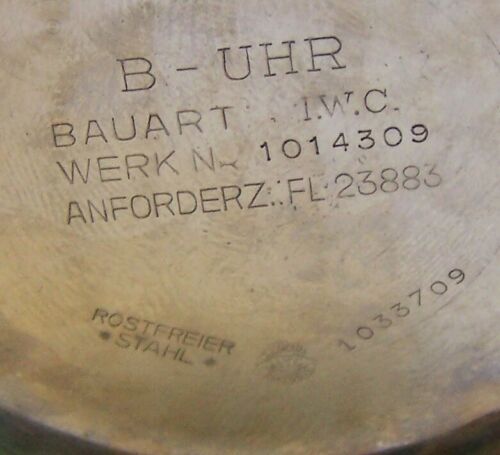 B - UHR
BAUART I.W.C.
WERK Nr. 1014309
ANFORDERZ.: FL 23883
1033709
ROSTFREIER
* STAHL *